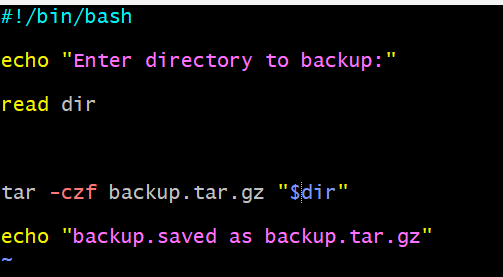 #!/bin/bash
echo "Enter directory to backup:"
read dir
tar -czf backup.tar.gz "$dir"
echo "backup.saved as backup.tar.gz"
~